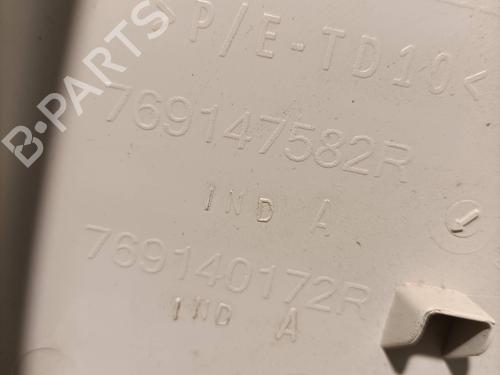 >P/E-TD10<
769147582R
IND A
769140172R
IND A
B-PARTS